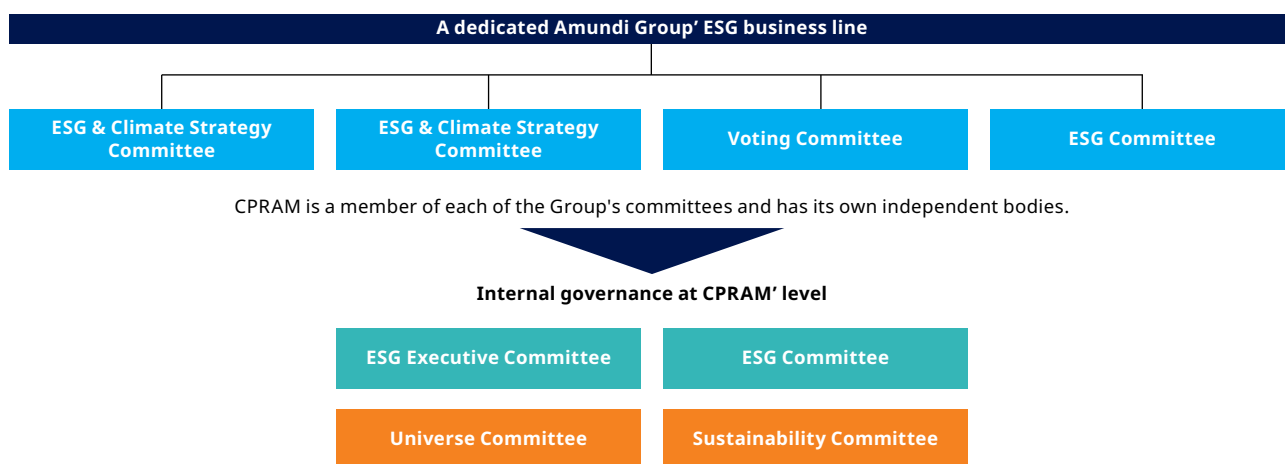 A dedicated Amundi Group’ ESG business line
ESG & Climate Strategy
Committee
ESG & Climate Strategy
Committee
Voting Committee
ESG Committee
CPRAM is a member of each of the Group's committees and has its own independent bodies.
Internal governance at CPRAM’ level
ESG Executive Committee
ESG Committee
Universe Committee
Sustainability Committee